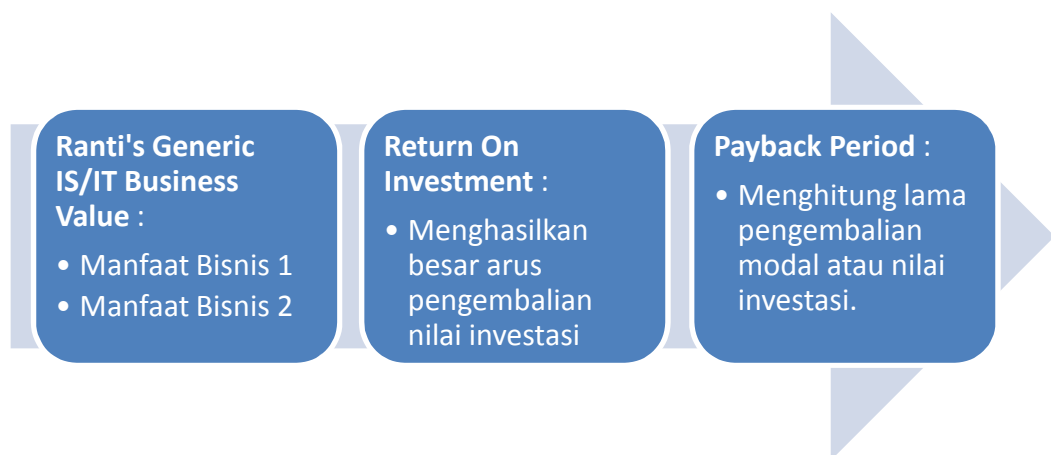 Ranti's Generic
IS/IT Business
Value :
• Manfaat Bisnis 1
• Manfaat Bisnis 2
Return On
Investment :
• Menghasilkan
besar arus
pengembalian
nilai investasi
Payback Period :
• Menghitung lama
pengembalian
modal atau nilai
investasi.